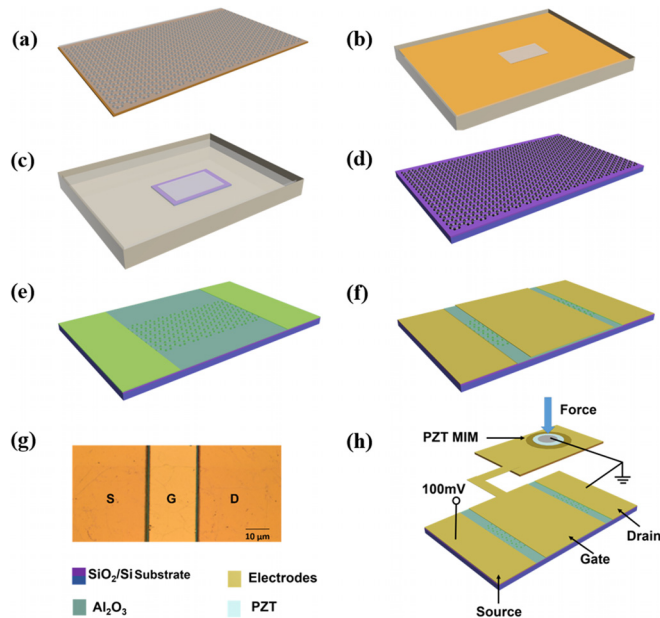 (a)
(b)
(c)
(d)
(e)
(f)
(g)
(h)
Force
PZT MIM
100mV
S G D
10 μm
Drain
Gate
Source
SiO₂/Si Substrate
Electrodes
Al₂O₃
PZT